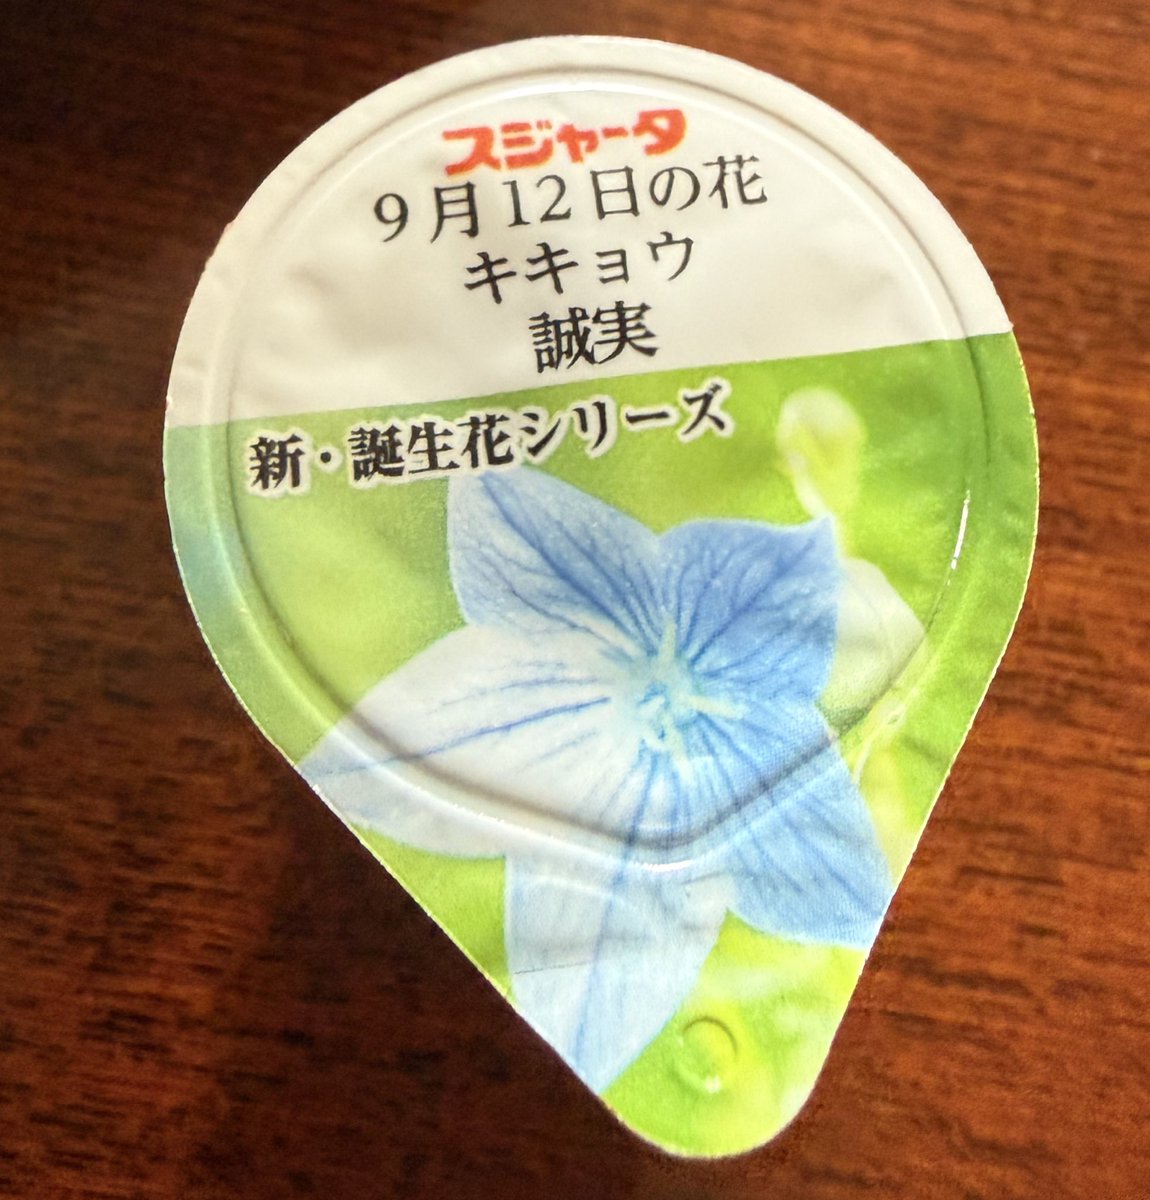 スジャータ
9月12日の花
キキョウ
誠実
新・誕生花シリーズ